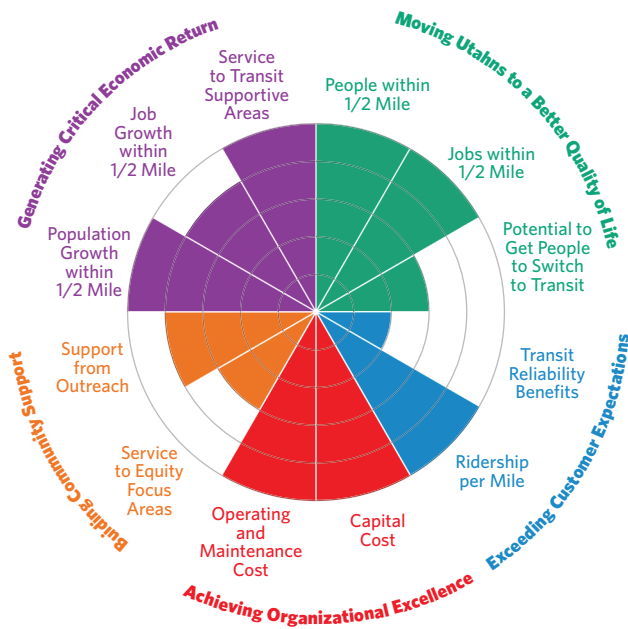 Generating Critical Economic Return
Moving Utahns to a Better Quality of Life
Service
to Transit
Supportive
Areas
People within
1/2 Mile
Job
Growth
within
1/2 Mile
Jobs within
1/2 Mile
Population
Growth
within
1/2 Mile
Potential to
Get People
to Switch
to Transit
Support
from
Outreach
Transit
Reliability
Benefits
Service
to Equity
Focus
Areas
Ridership
per Mile
Operating
and
Maintenance
Cost
Capital
Cost
Building Community Support
Exceeding Customer Expectations
Achieving Organizational Excellence